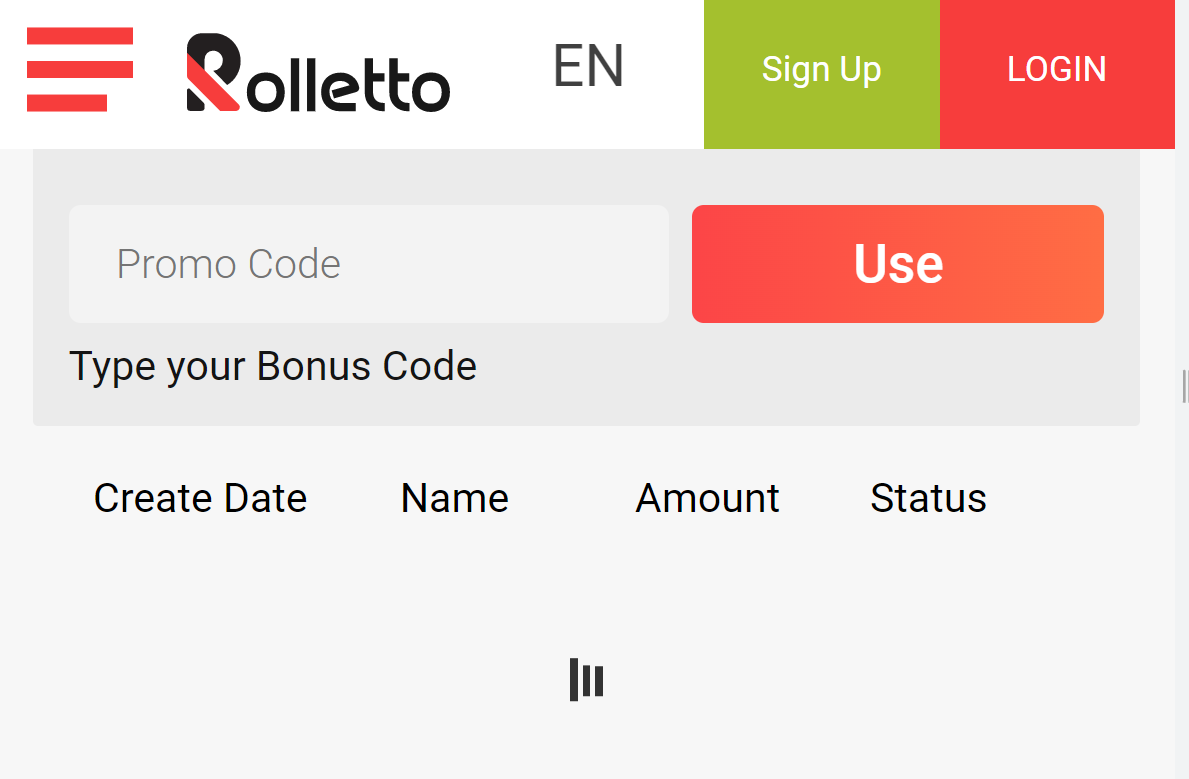 Rolletto EN Sign Up LOGIN
Promo Code Use
Type your Bonus Code
Create Date Name Amount Status